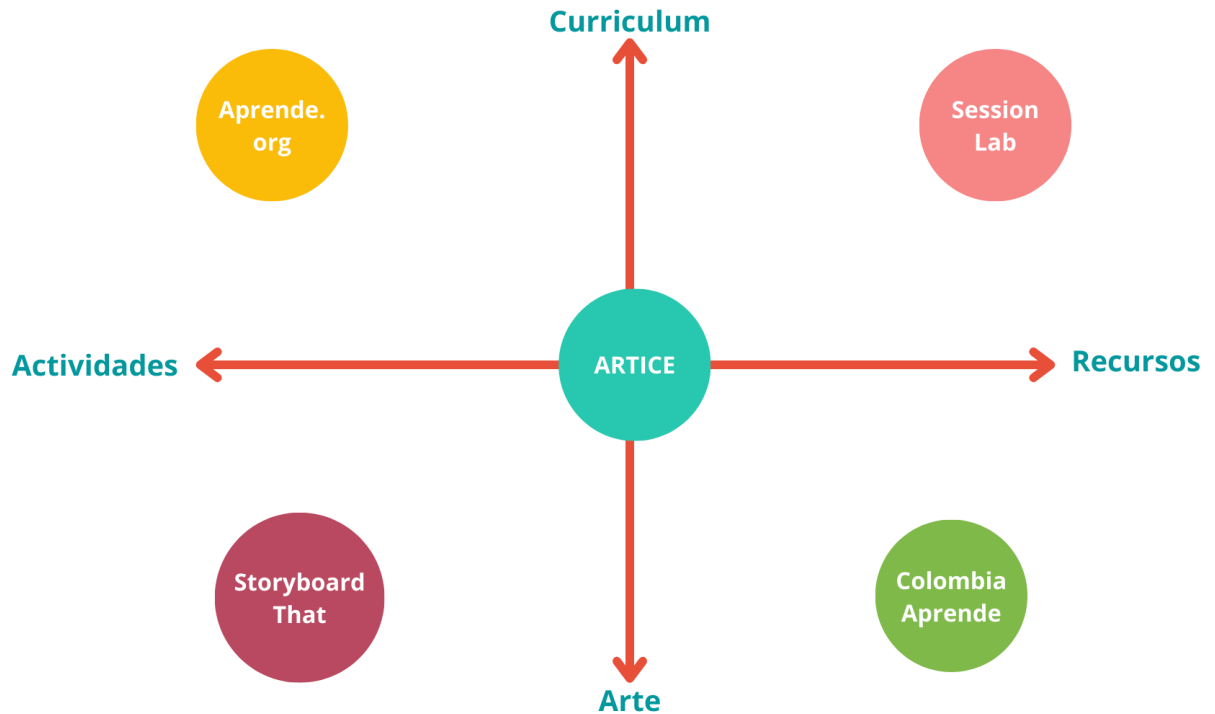 Curriculum
Aprende.
org
Session
Lab
Actividades
ARTICE
Recursos
Storyboard
That
Colombia
Aprende
Arte